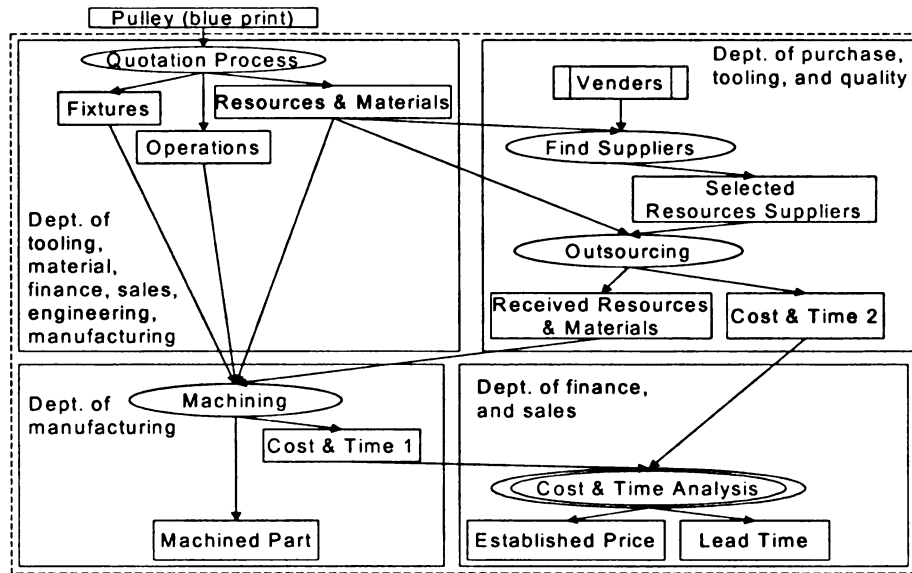 Pulley (blue print)
Quotation Process
Fixtures
Resources & Materials
Operations
Dept. of
tooling,
material,
finance, sales,
engineering,
manufacturing
Dept. of purchase,
tooling, and quality
Venders
Find Suppliers
Selected
Resources Suppliers
Outsourcing
Received Resources
& Materials
Cost & Time 2
Dept. of
manufacturing
Machining
Cost & Time 1
Machined Part
Dept. of finance,
and sales
Cost & Time Analysis
Established Price
Lead Time